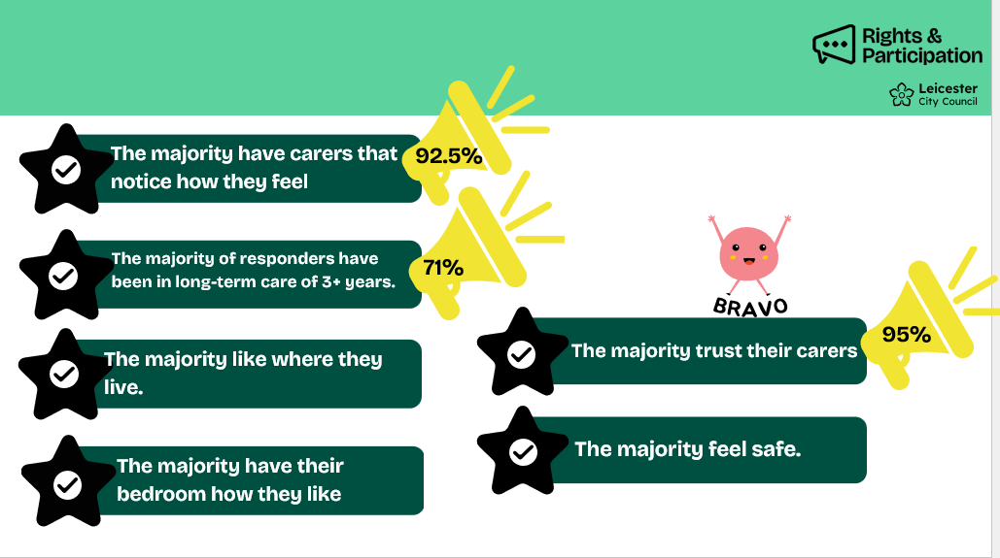 Rights &
Participation
Leicester
City Council
The majority have carers that
notice how they feel
92.5%
The majority of responders have
been in long-term care of 3+ years.
71%
The majority like where they
live.
The majority have their
bedroom how they like
BRAVO
The majority trust their carers
95%
The majority feel safe.